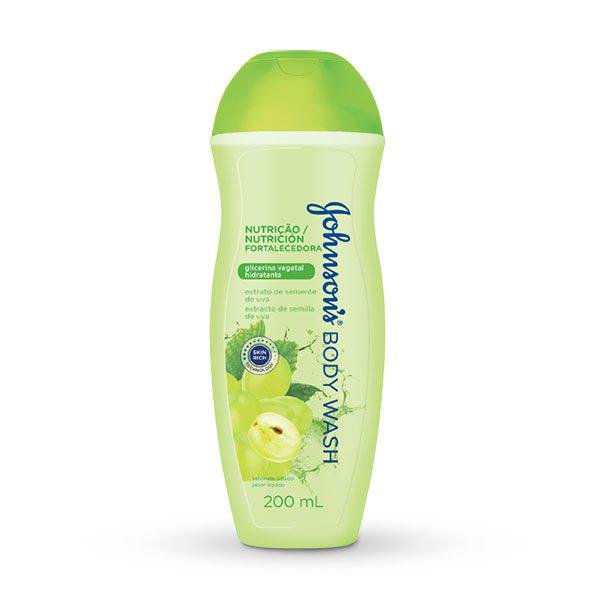 NUTRIÇÃO /
NUTRICIÓN
FORTALECEDORA
glicerina vegetal
hidratante
extrato de semente
de uva
extracto de semilla
de uva
SKIN
RICH
TECHNOLOGY
Johnson's® BODY WASH
sabonete líquido
jabón líquido
200 mL